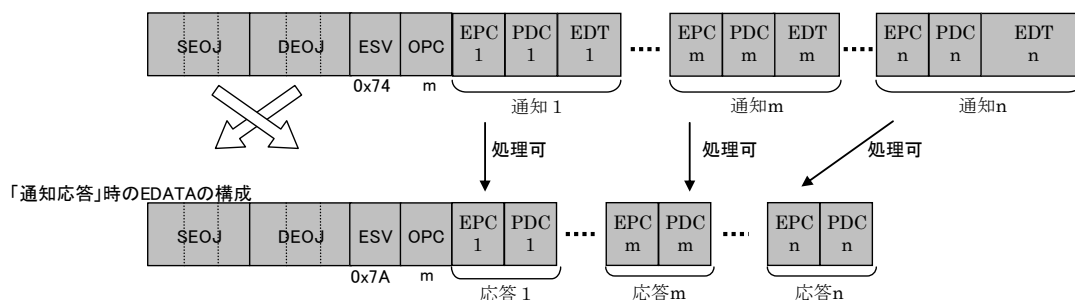 SEOJ DEOJ ESV OPC EPC 1 PDC 1 EDT 1 ‥‥ EPC m PDC m EDT m ‥‥ EPC n PDC n EDT n
0x74 m 通知１ 通知m 通知n
処理可 処理可 処理可
「通知応答」時のEDATAの構成
SEOJ DEOJ ESV OPC EPC 1 PDC 1 ‥‥ EPC m PDC m ‥‥ EPC n PDC n
0x7A m 応答１ 応答m 応答n